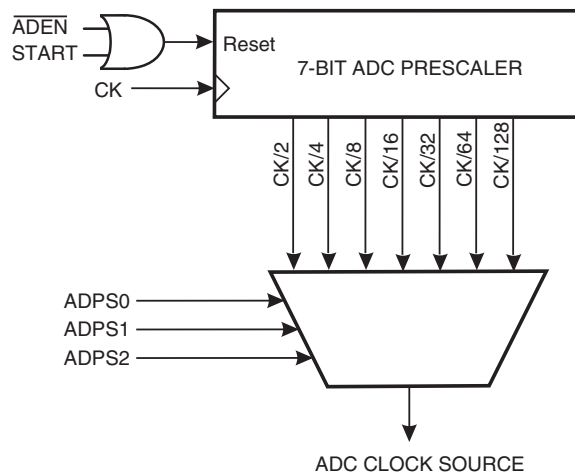 ADEN
START
Reset
7-BIT ADC PRESCALER
CK
CK/2
CK/4
CK/8
CK/16
CK/32
CK/64
CK/128
ADPS0
ADPS1
ADPS2
ADC CLOCK SOURCE